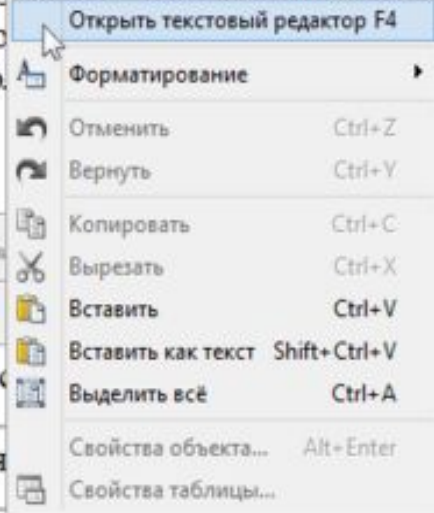 Открыть текстовый редактор F4
Форматирование
Отменить Ctrl+Z
Вернуть Ctrl+Y
Копировать Ctrl+C
Вырезать Ctrl+X
Вставить Ctrl+V
Вставить как текст Shift+Ctrl+V
Выделить всё Ctrl+A
Свойства объекта... Alt+Enter
Свойства таблицы...